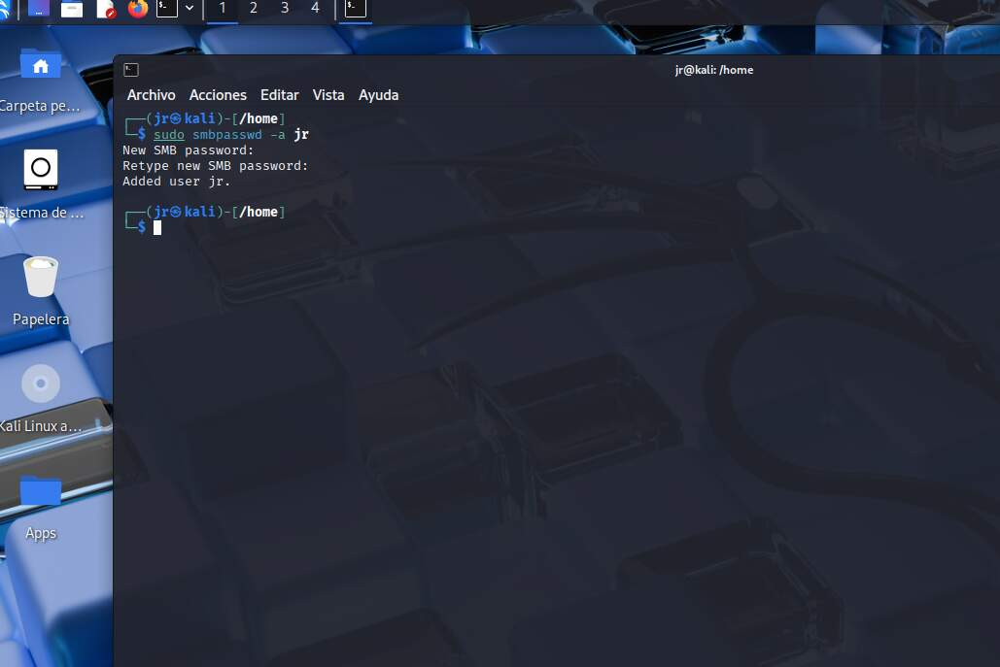 1 2 3 4
jr@kali: /home
Archivo Acciones Editar Vista Ayuda
┌──(jr㉿kali)-[/home]
└─$ sudo smbpasswd -a jr
New SMB password:
Retype new SMB password:
Added user jr.
┌──(jr㉿kali)-[/home]
└─$
Carpeta pe...
Sistema de ...
Papelera
Kali Linux a...
Apps